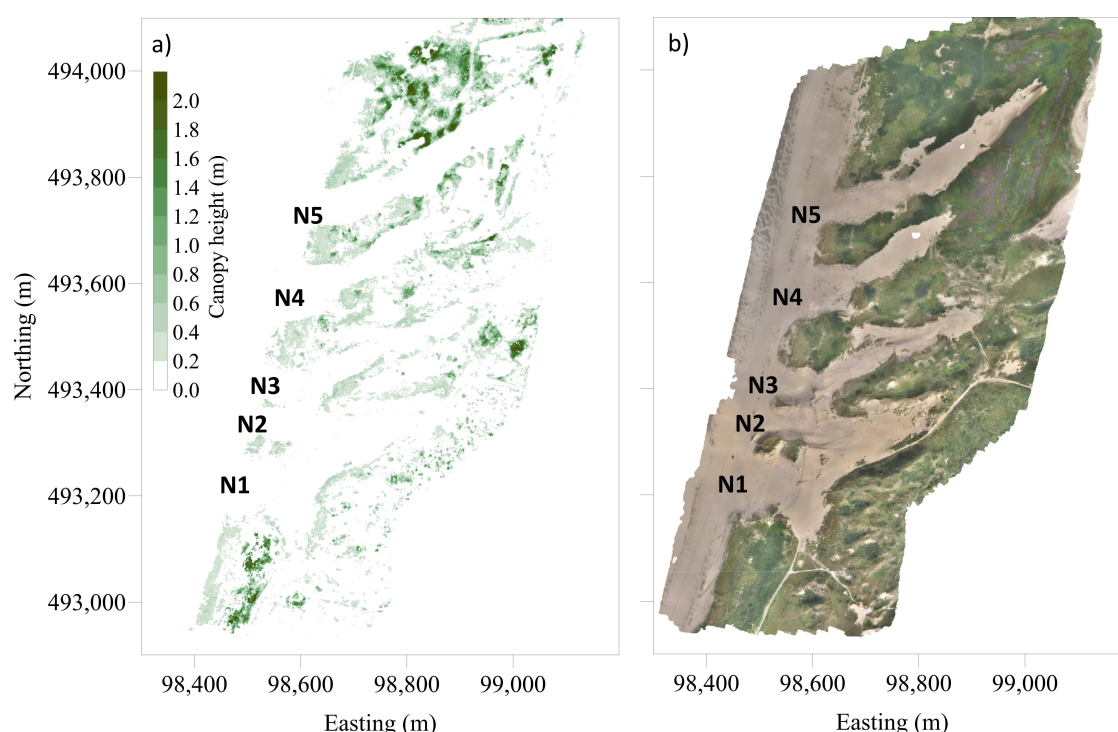 a)
b)
494,000
493,800
493,600
493,400
493,200
493,000
Northing (m)
2.0
1.8
1.6
1.4
1.2
1.0
0.8
0.6
0.4
0.2
0.0
Canopy height (m)
N5
N4
N3
N2
N1
N5
N4
N3
N2
N1
98,400
98,600
98,800
99,000
98,400
98,600
98,800
99,000
Easting (m)
Easting (m)